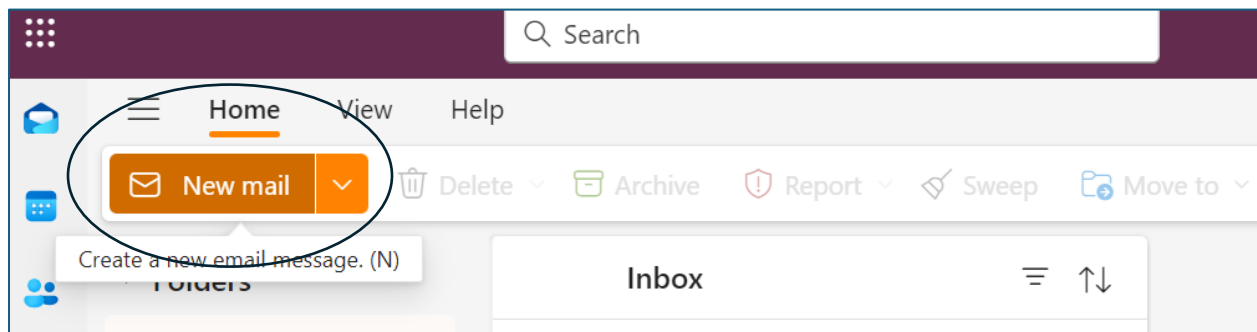 Search
Home View Help
New mail Delete Archive Report Sweep Move to
Create a new email message. (N)
Folders
Inbox